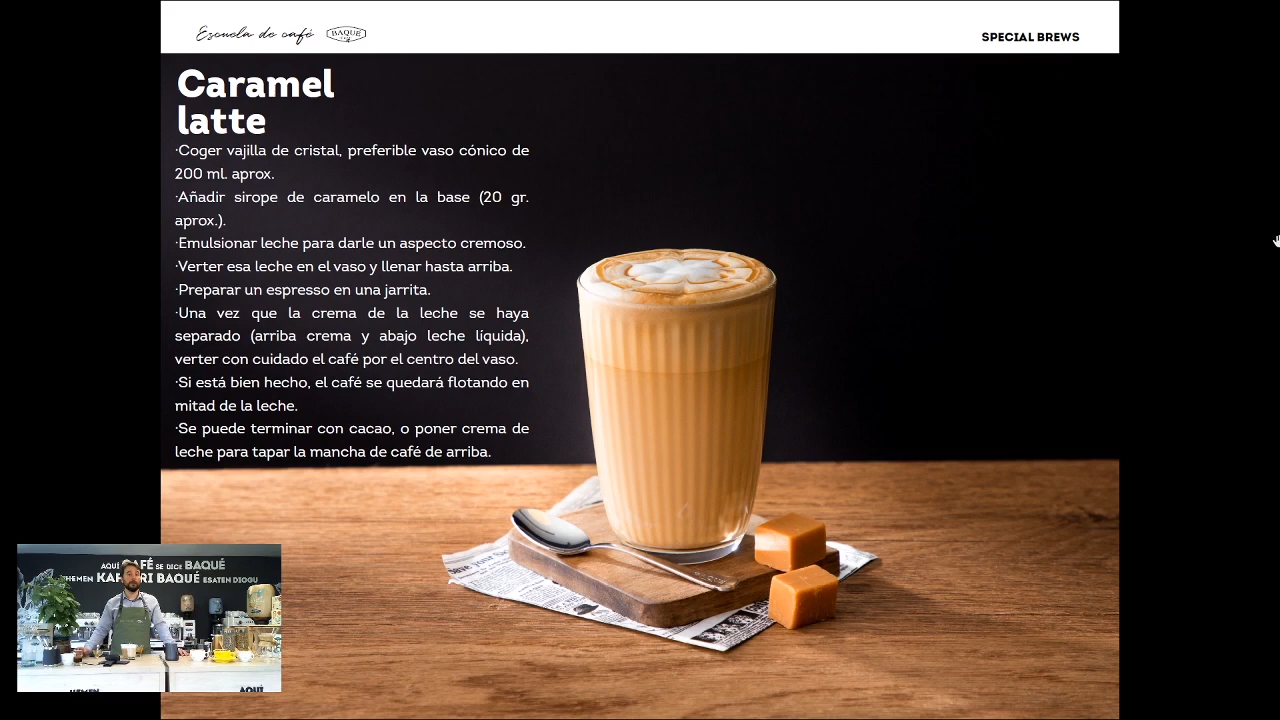 Escuela de café BAQUÉ
SPECIAL BREWS
Caramel
latte
·Coger vajilla de cristal, preferible vaso cónico de
200 ml. aprox.
·Añadir sirope de caramelo en la base (20 gr.
aprox.).
·Emulsionar leche para darle un aspecto cremoso.
·Verter esa leche en el vaso y llenar hasta arriba.
·Preparar un espresso en una jarrita.
·Una vez que la crema de la leche se haya
separado (arriba crema y abajo leche líquida),
verter con cuidado el café por el centro del vaso.
·Si está bien hecho, el café se quedará flotando en
mitad de la leche.
·Se puede terminar con cacao, o poner crema de
leche para tapar la mancha de café de arriba.
AQUÍ CAFÉ SE DICE BAQUÉ
BAQUÉ ESATEN DIOGU
HEMEN
AQUÍ